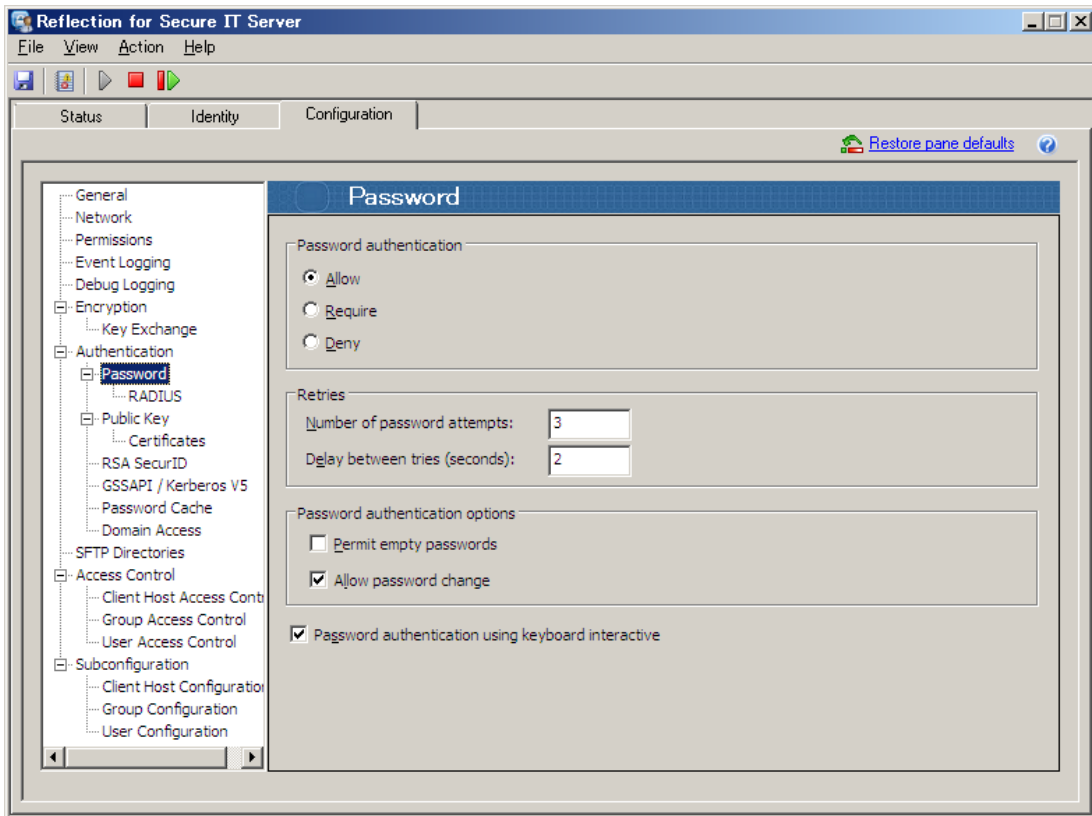 Reflection for Secure IT Server
File View Action Help
Status Identity Configuration
Restore pane defaults
General
Network
Permissions
Event Logging
Debug Logging
Encryption
Key Exchange
Authentication
Password
RADIUS
Public Key
Certificates
RSA SecurID
GSSAPI / Kerberos V5
Password Cache
Domain Access
SFTP Directories
Access Control
Client Host Access Contr
Group Access Control
User Access Control
Subconfiguration
Client Host Configuration
Group Configuration
User Configuration
Password
Password authentication
Allow
Require
Deny
Retries
Number of password attempts: 3
Delay between tries (seconds): 2
Password authentication options
Permit empty passwords
Allow password change
Password authentication using keyboard interactive